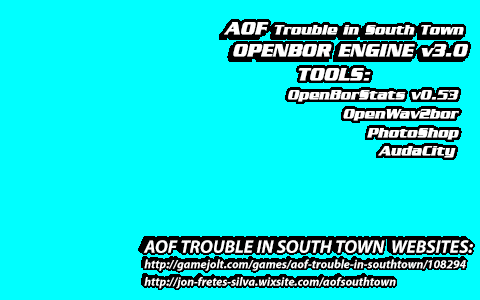 AOF Trouble in South Town
OPENBOR ENGINE v3.0
TOOLS:
OpenBorStats v0.53
OpenWav2bor
PhotoShop
AudaCity
AOF TROUBLE IN SOUTH TOWN WEBSITES:
http://gamejolt.com/games/aof-trouble-in-southtown/108294
http://jon-fretes-silva.wixsite.com/aofsouthtown